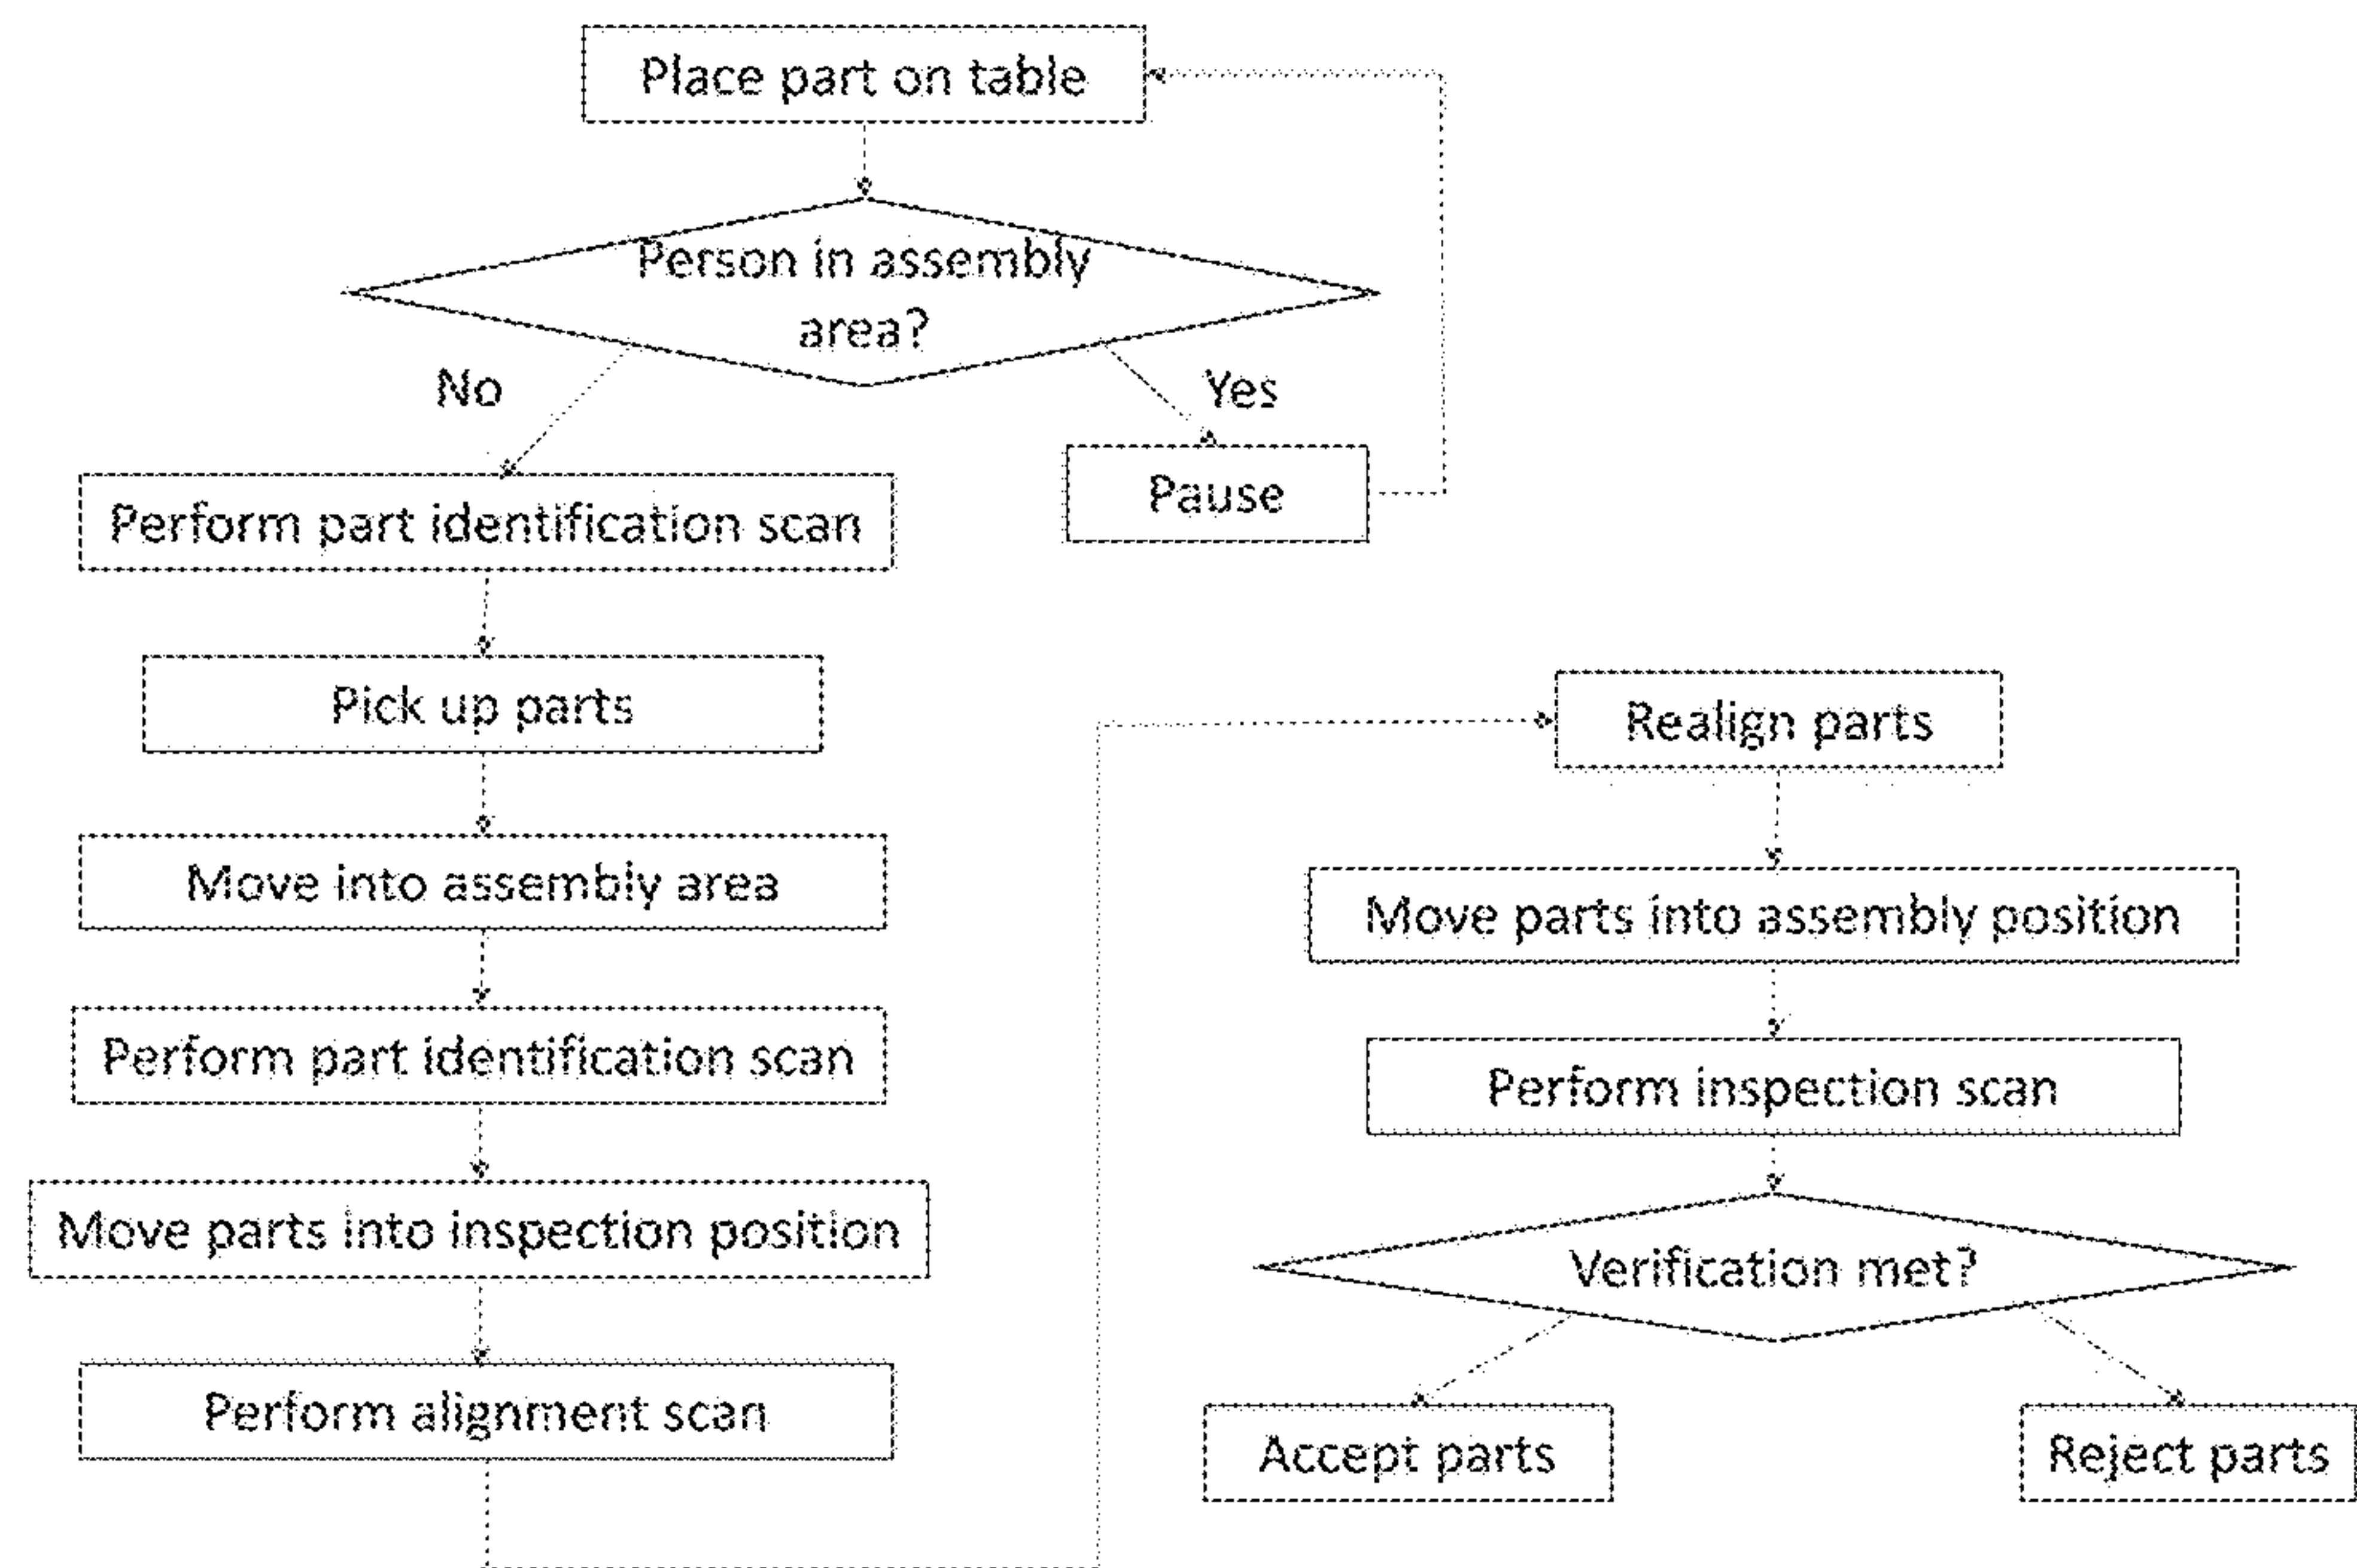 Place part on table
Person in assembly
area?
No
Yes
Perform part identification scan
Pause
Pick up parts
Move into assembly area
Perform part identification scan
Move parts into inspection position
Perform alignment scan
Realign parts
Move parts into assembly position
Perform inspection scan
Verification met?
Accept parts
Reject parts